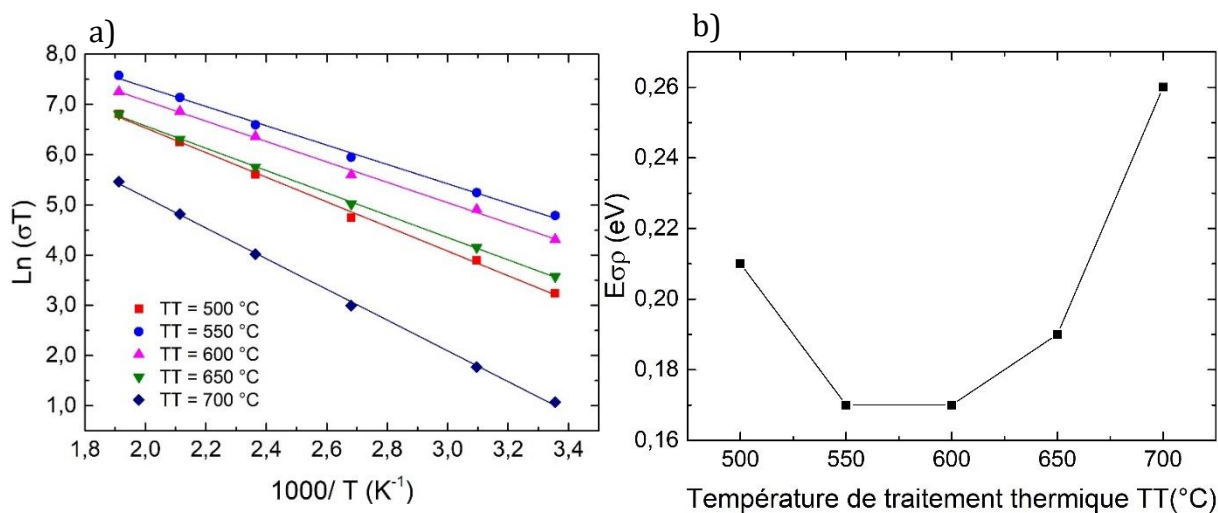 a)
8,0
7,0
6,0
5,0
4,0
3,0
2,0
1,0
Ln (σT)
TT = 500 °C
TT = 550 °C
TT = 600 °C
TT = 650 °C
TT = 700 °C
1,8 2,0 2,2 2,4 2,6 2,8 3,0 3,2 3,4
1000/ T (K⁻¹)
b)
0,26
0,24
0,22
0,20
0,18
0,16
Eσρ (eV)
500 550 600 650 700
Température de traitement thermique TT(°C)